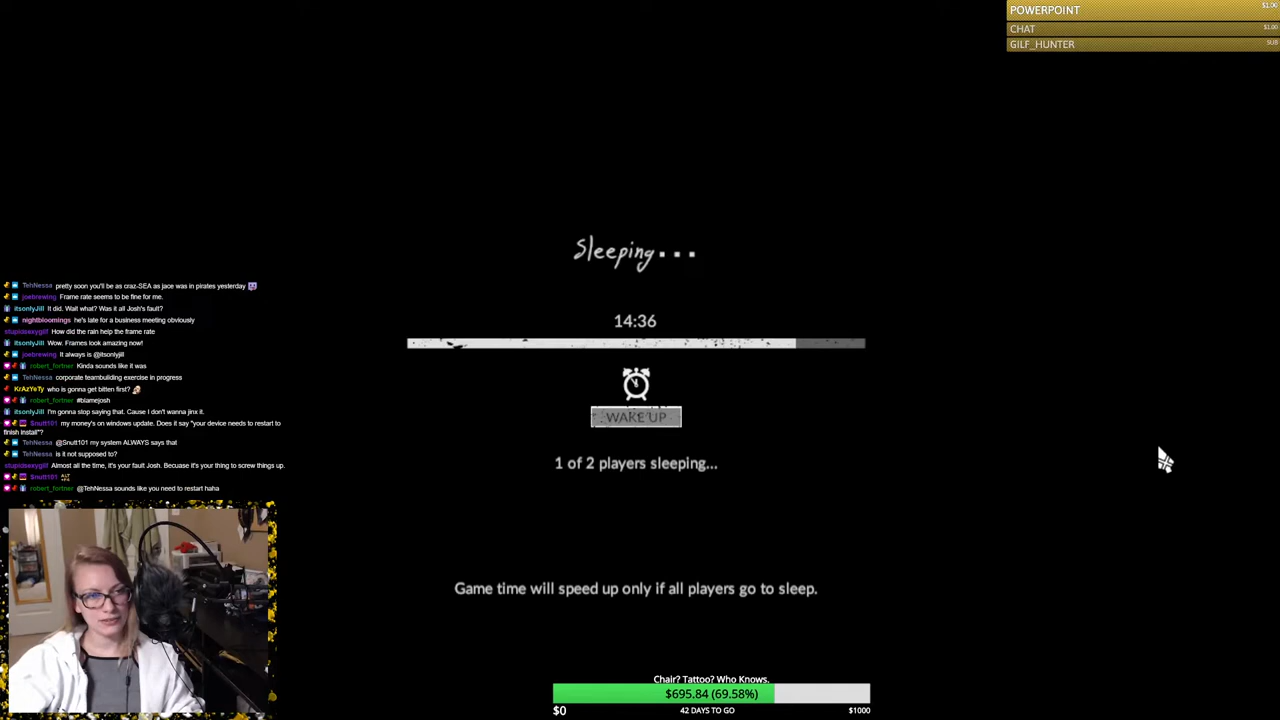 POWERPOINT $1.00
CHAT $1.00
GILF_HUNTER SUB
Sleeping...
14:36
WAKE UP
1 of 2 players sleeping...
Game time will speed up only if all players go to sleep.
TehNessa pretty soon you'll be as craz-SEA as jace was in pirates yesterday
joebrewing Frame rate seems to be fine for me.
itsonlyJill It did. Wait what? Was it all Josh's fault?
nightbloomings he's late for a business meeting obviously
stupidsexygilf How did the rain help the frame rate
itsonlyJill Wow. Frames look amazing now!
joebrewing It always is @itsonlyjill
robert_fortner Kinda sounds like it was
TehNessa corporate teambuilding exercise in progress
KrAzYeTy who is gonna get bitten first?
robert_fortner #blamejosh
itsonlyJill I'm gonna stop saying that. Cause I don't wanna jinx it.
Snutt101 my money's on windows update. Does it say "your device needs to restart to
finish install"?
TehNessa @Snutt101 my system ALWAYS says that
TehNessa is it not supposed to?
stupidsexygilf Almost all the time, it's your fault Josh. Becuase it's your thing to screw things up.
Snutt101
robert_fortner @TehNessa sounds like you need to restart haha
Chair? Tattoo? Who Knows.
$695.84 (69.58%)
$0 42 DAYS TO GO $1000